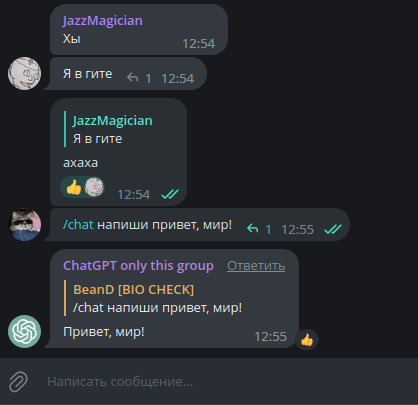 JazzMagician
Хы
12:54
Я в гите
1 12:54
JazzMagician
Я в гите
ахаха
12:54
/chat напиши привет, мир!
1 12:55
ChatGPT only this group Ответить
BeanD [BIO CHECK]
/chat напиши привет, мир!
Привет, мир!
12:55
Написать сообщение...